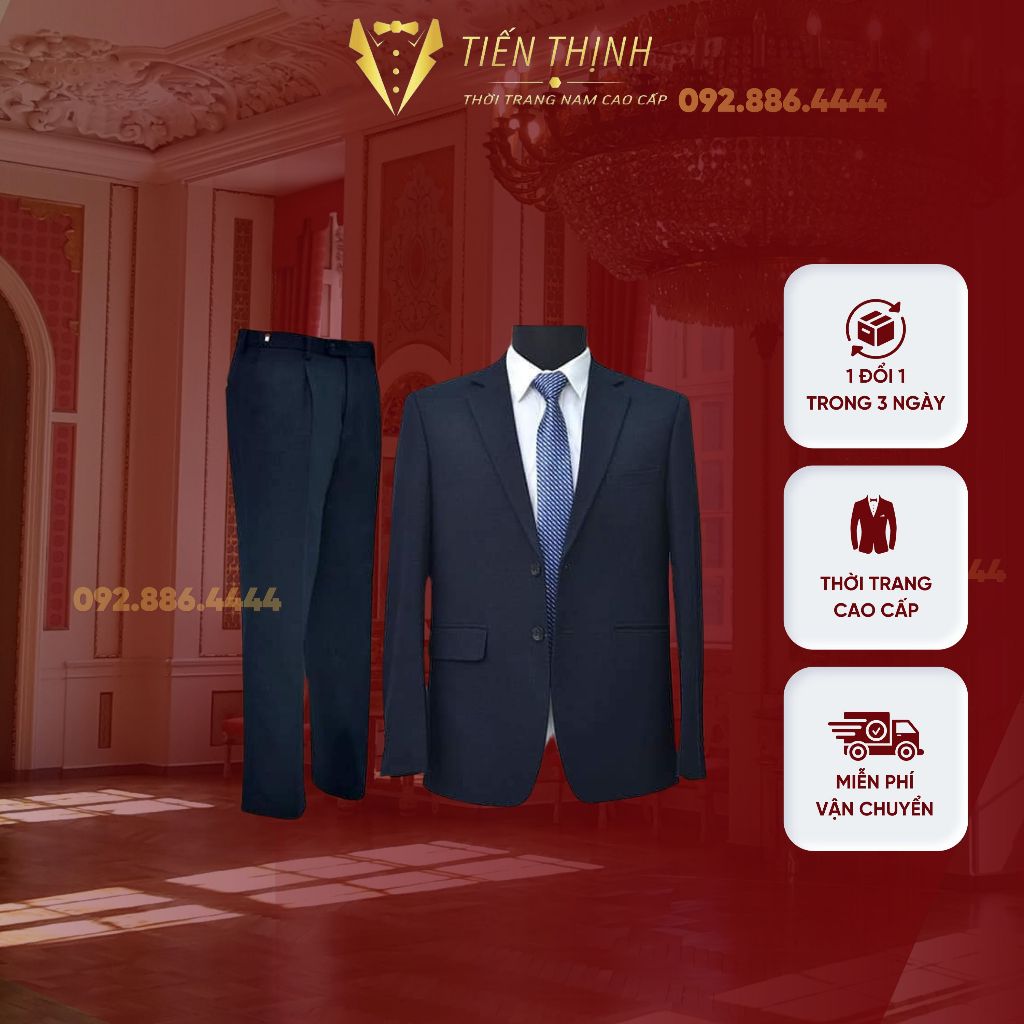 TIẾN THỊNH
THỜI TRANG NAM CAO CẤP 092.886.4444
1 ĐỔI 1
TRONG 3 NGÀY
THỜI TRANG
CAO CẤP
44
092.886.4444
MIỄN PHÍ
VẬN CHUYỂN